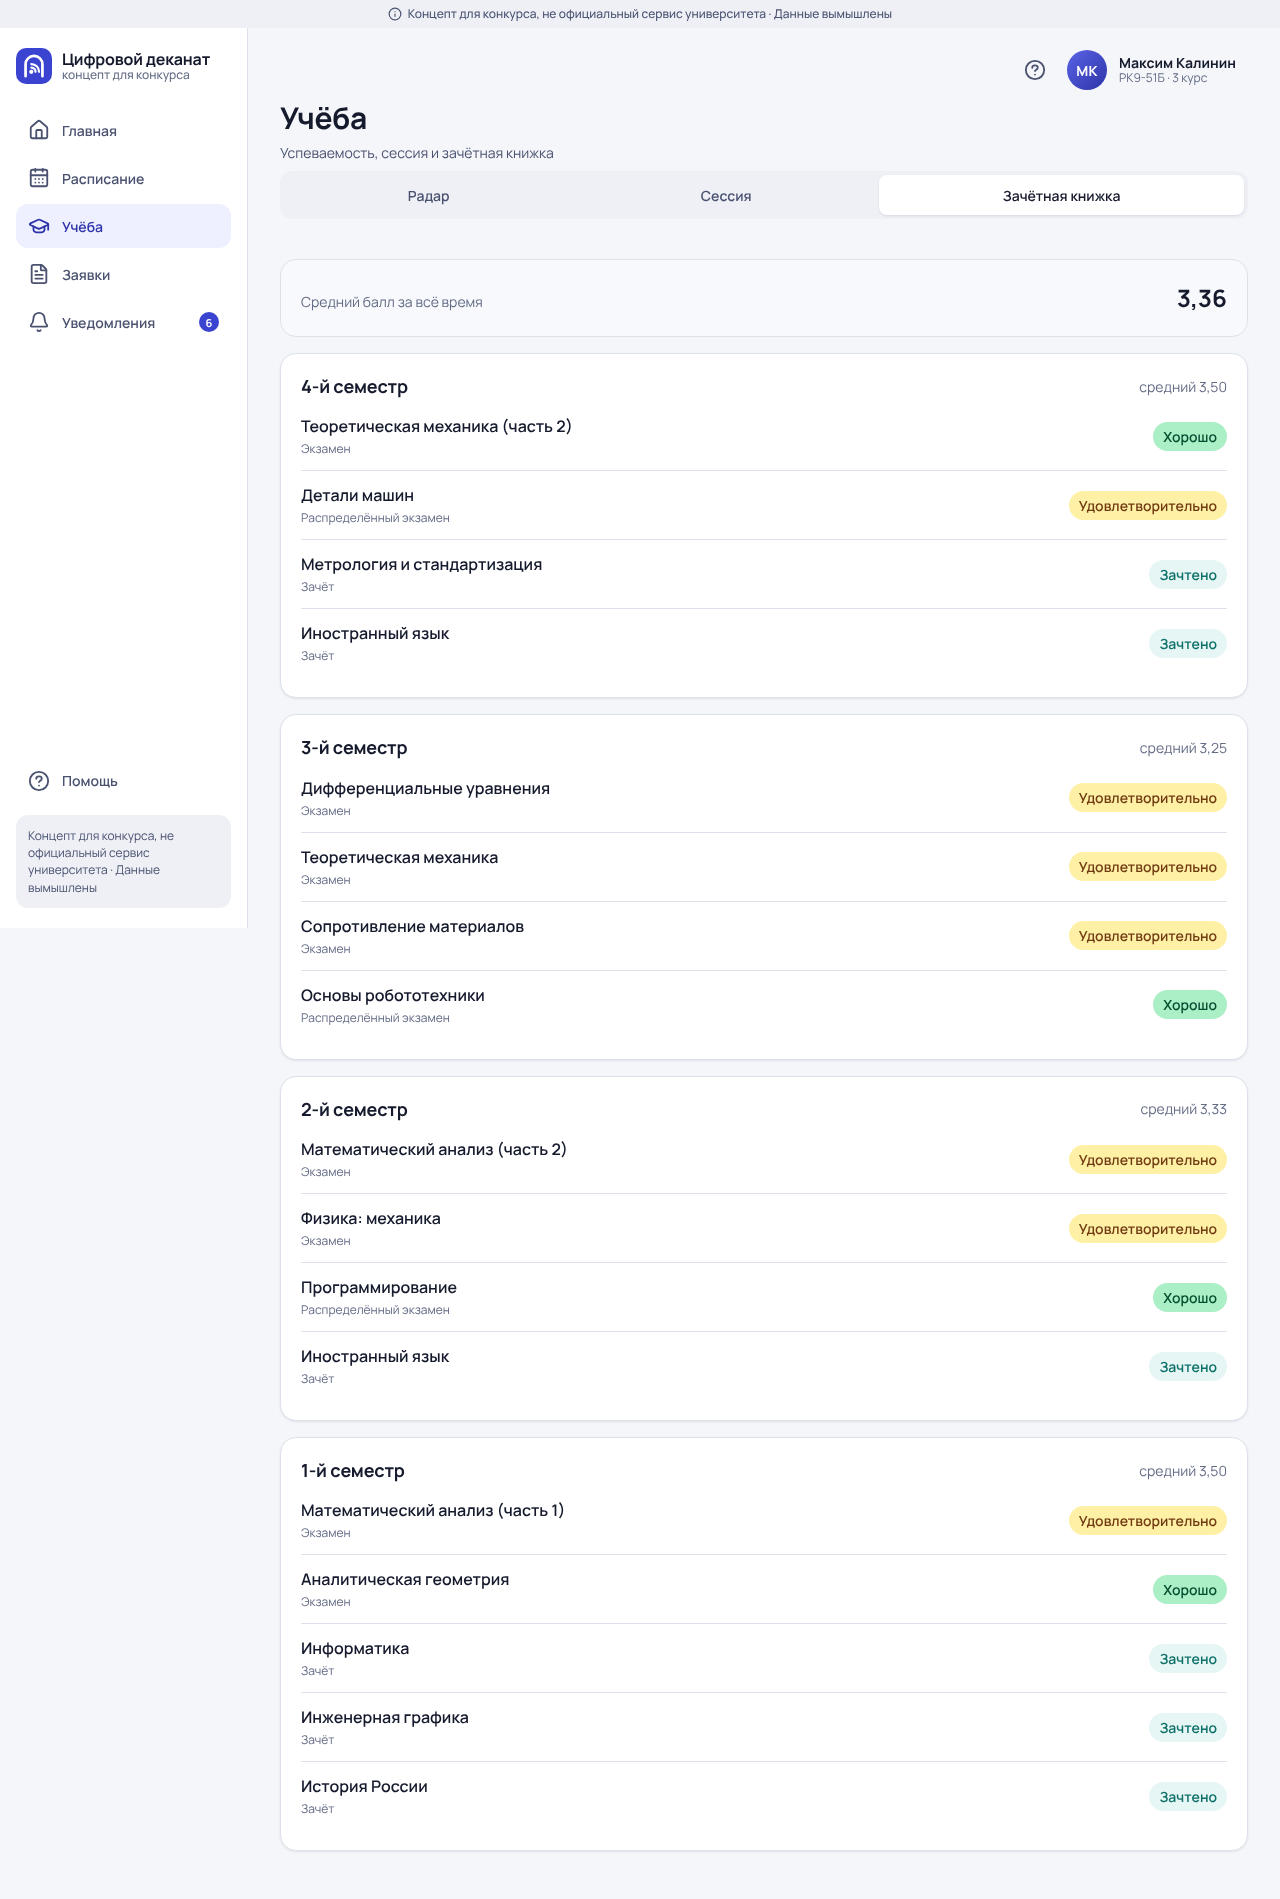 Концепт для конкурса, не официальный сервис университета · Данные вымышлены
Цифровой деканат
концепт для конкурса
Главная
Расписание
Учёба
Заявки
Уведомления
6
Помощь
Концепт для конкурса, не
официальный сервис
университета · Данные
вымышлены
МК
Максим Калинин
РК9-51Б · 3 курс
Учёба
Успеваемость, сессия и зачётная книжка
Радар
Сессия
Зачётная книжка
Средний балл за всё время
3,36
4-й семестр
средний 3,50
Теоретическая механика (часть 2)
Экзамен
Хорошо
Детали машин
Распределённый экзамен
Удовлетворительно
Метрология и стандартизация
Зачёт
Зачтено
Иностранный язык
Зачёт
Зачтено
3-й семестр
средний 3,25
Дифференциальные уравнения
Экзамен
Удовлетворительно
Теоретическая механика
Экзамен
Удовлетворительно
Сопротивление материалов
Экзамен
Удовлетворительно
Основы робототехники
Распределённый экзамен
Хорошо
2-й семестр
средний 3,33
Математический анализ (часть 2)
Экзамен
Удовлетворительно
Физика: механика
Экзамен
Удовлетворительно
Программирование
Распределённый экзамен
Хорошо
Иностранный язык
Зачёт
Зачтено
1-й семестр
средний 3,50
Математический анализ (часть 1)
Экзамен
Удовлетворительно
Аналитическая геометрия
Экзамен
Хорошо
Информатика
Зачёт
Зачтено
Инженерная графика
Зачёт
Зачтено
История России
Зачёт
Зачтено